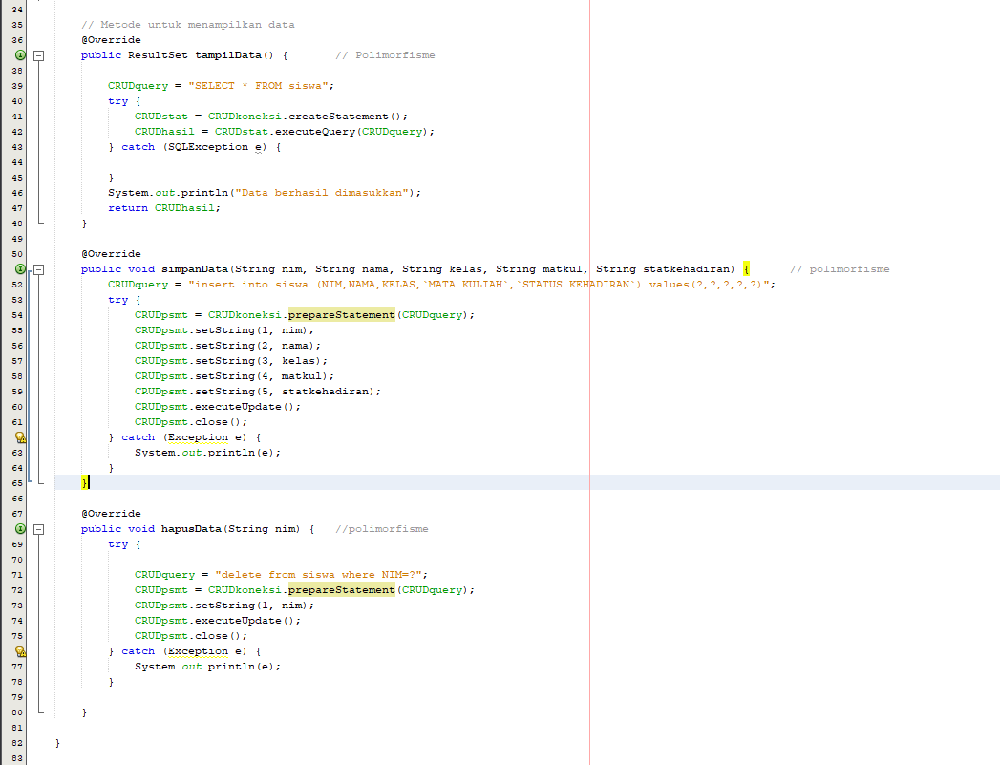 34
35 // Metode untuk menampilkan data
36 @Override
public ResultSet tampilData() { // Polimorfisme
38
39 CRUDquery = "SELECT * FROM siswa";
40 try {
41 CRUDstat = CRUDkoneksi.createStatement();
42 CRUDhasil = CRUDstat.executeQuery(CRUDquery);
43 } catch (SQLException e) {
44
45 }
46 System.out.println("Data berhasil dimasukkan");
47 return CRUDhasil;
48 }
49
50 @Override
public void simpanData(String nim, String nama, String kelas, String matkul, String statkehadiran) { // polimorfisme
52 CRUDquery = "insert into siswa (NIM,NAMA,KELAS,`MATA KULIAH`,`STATUS KEHADIRAN`) values(?,?,?,?,?)";
53 try {
54 CRUDpsmt = CRUDkoneksi.prepareStatement(CRUDquery);
55 CRUDpsmt.setString(1, nim);
56 CRUDpsmt.setString(2, nama);
57 CRUDpsmt.setString(3, kelas);
58 CRUDpsmt.setString(4, matkul);
59 CRUDpsmt.setString(5, statkehadiran);
60 CRUDpsmt.executeUpdate();
61 CRUDpsmt.close();
} catch (Exception e) {
63 System.out.println(e);
64 }
65 }
66
67 @Override
public void hapusData(String nim) { //polimorfisme
69 try {
70
71 CRUDquery = "delete from siswa where NIM=?";
72 CRUDpsmt = CRUDkoneksi.prepareStatement(CRUDquery);
73 CRUDpsmt.setString(1, nim);
74 CRUDpsmt.executeUpdate();
75 CRUDpsmt.close();
} catch (Exception e) {
77 System.out.println(e);
78 }
79
80 }
81
82 }
83